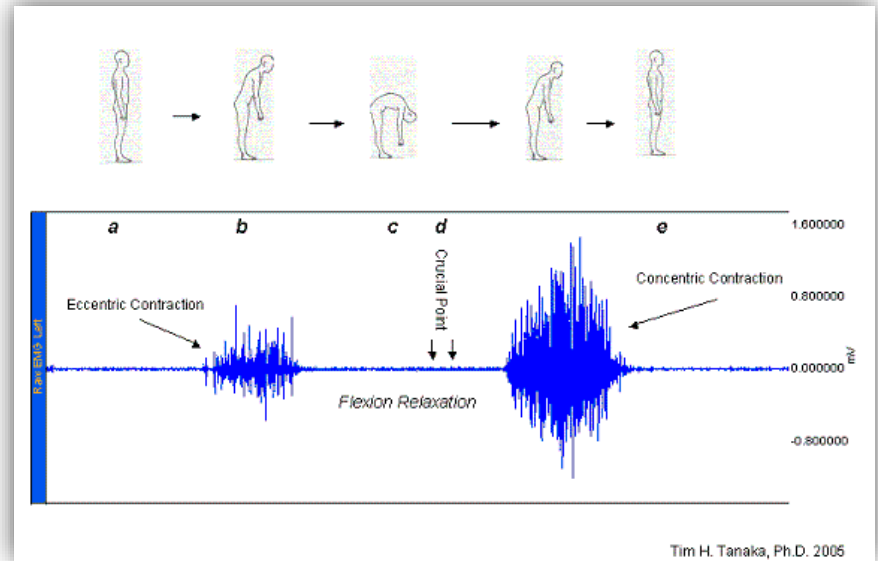 a b c d e
1.600000
Crucial Point
Eccentric Contraction
Concentric Contraction
0.800000
Raw EMG Left
0.000000
mV
Flexion Relaxation
-0.800000
Tim H. Tanaka, Ph.D. 2005